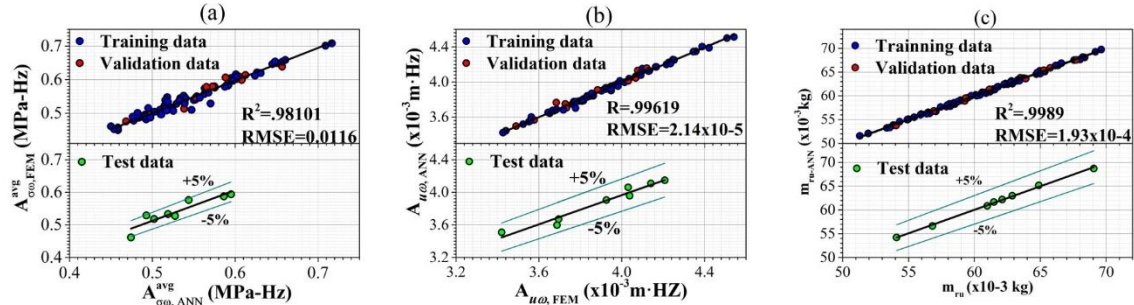 (a)
0.7
0.6
0.5
0.7
0.6
0.5
0.4
0.4 0.5 0.6 0.7
A^avg_σω,FEM (MPa-Hz)
Training data
Validation data
R²=.98101
RMSE=0.0116
Test data
+5%
-5%
A^avg_σω, ANN (MPa-Hz)
(b)
4.4
4.0
3.6
4.4
4.0
3.6
3.2 3.6 4.0 4.4
A_uω, ANN (x10⁻³m·HZ)
Training data
Validation data
R=.99619
RMSE=2.14x10-5
Test data
+5%
-5%
A_uω, FEM (x10⁻³m·HZ)
(c)
70
65
60
55
70
65
60
55
50 55 60 65 70
m_ru-ANN (x10⁻³kg)
Trainning data
Validation data
R²=.9989
RMSE=1.93x10-4
Test data
+5%
-5%
m_ru (x10-3 kg)